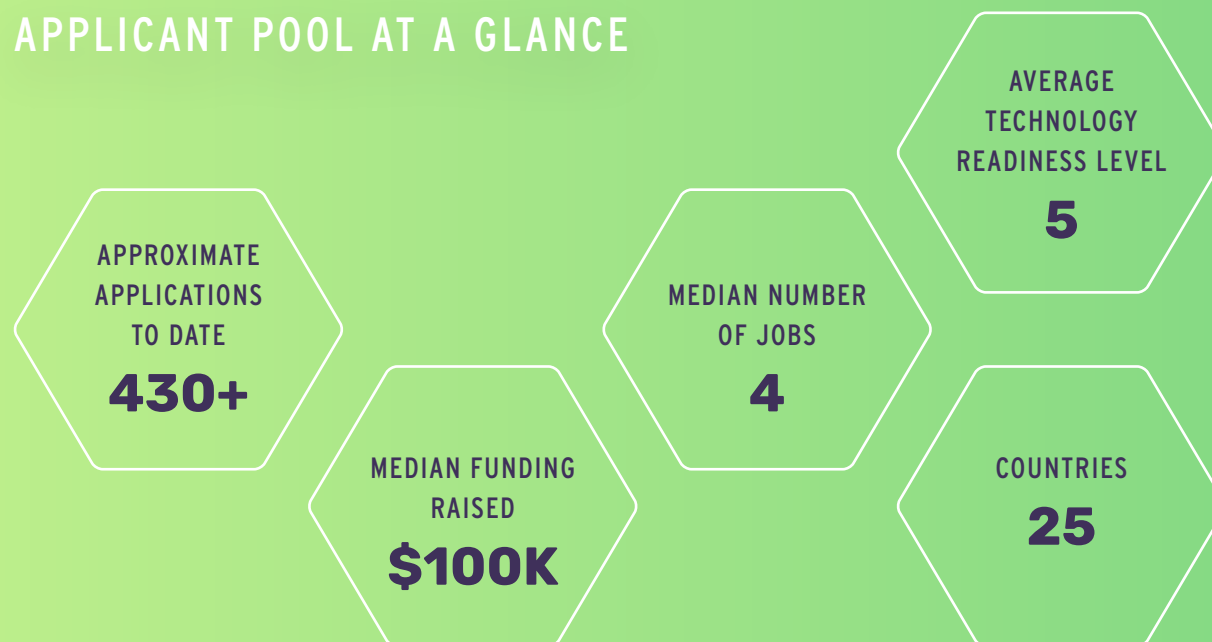 APPLICANT POOL AT A GLANCE
APPROXIMATE
APPLICATIONS
TO DATE
430+
MEDIAN FUNDING
RAISED
$100K
MEDIAN NUMBER
OF JOBS
4
AVERAGE
TECHNOLOGY
READINESS LEVEL
5
COUNTRIES
25